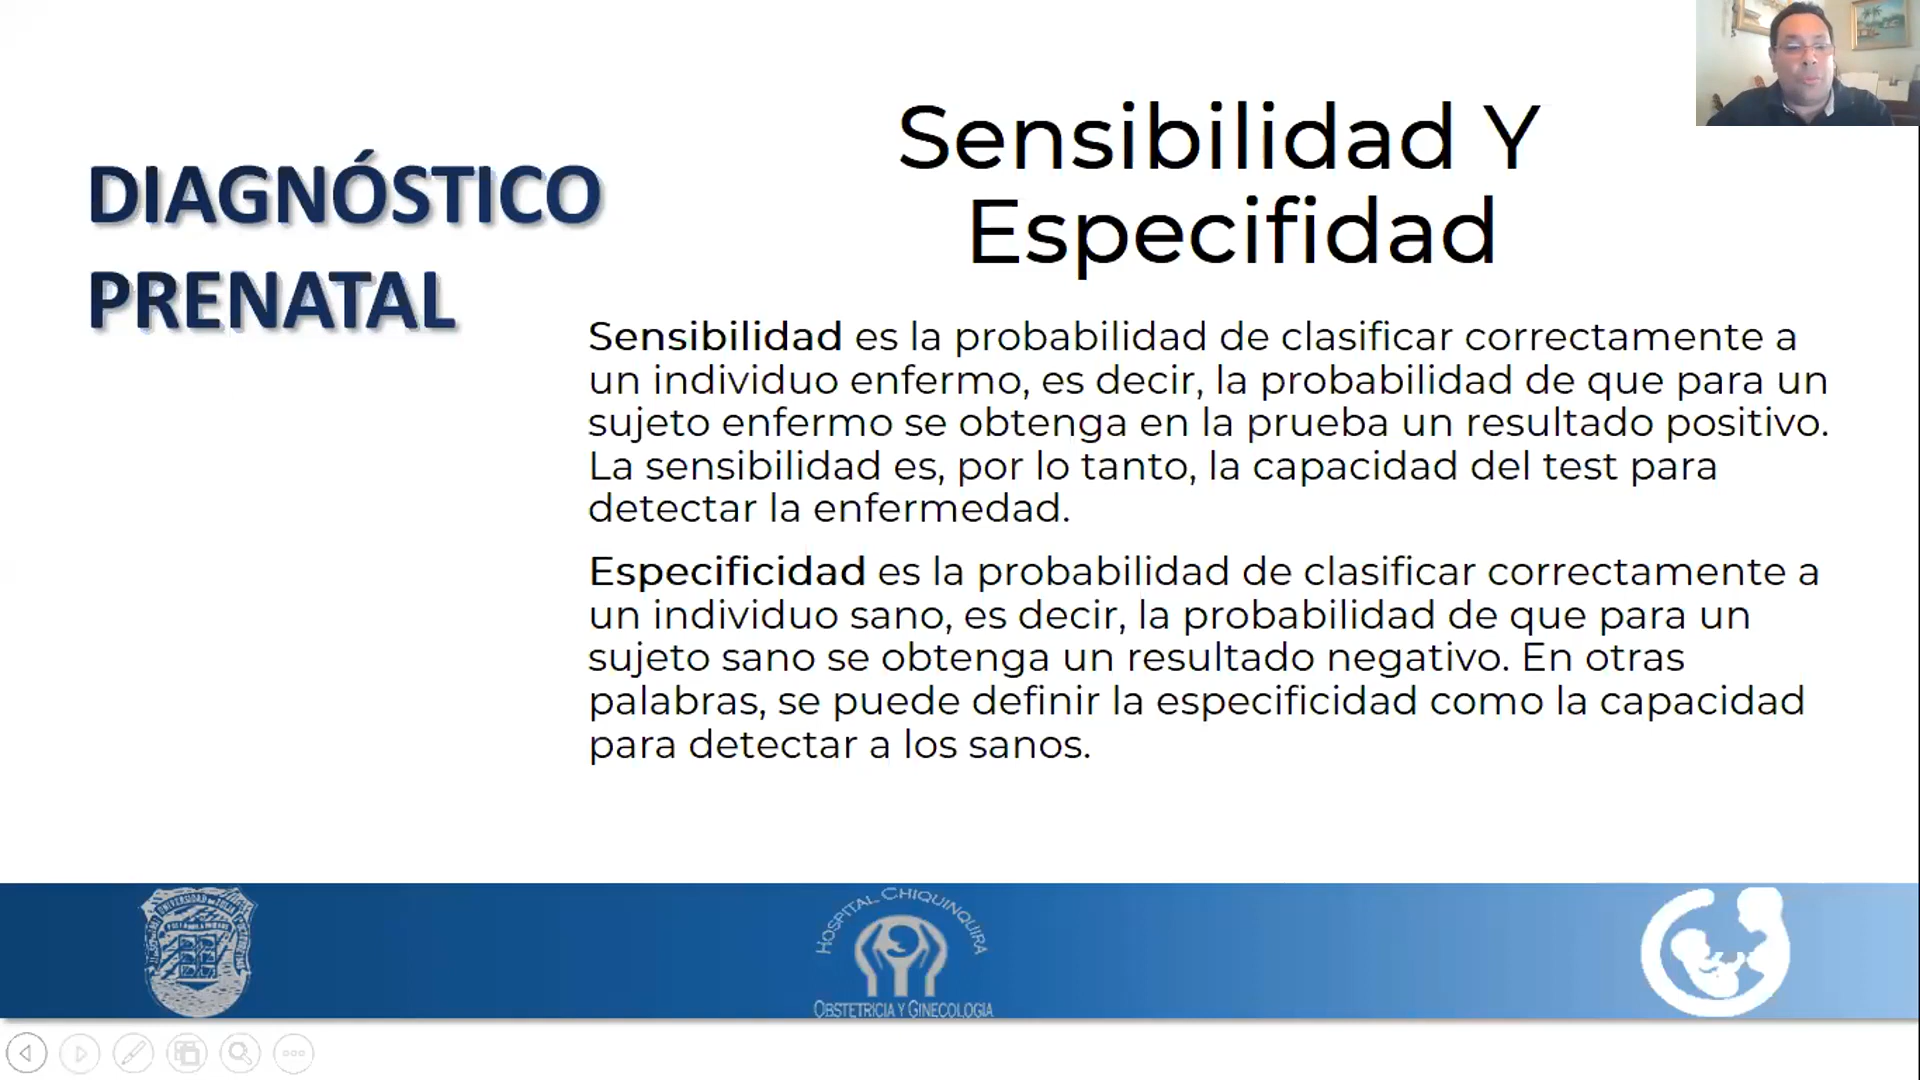 DIAGNÓSTICO
PRENATAL
Sensibilidad Y
Especifidad
Sensibilidad es la probabilidad de clasificar correctamente a
un individuo enfermo, es decir, la probabilidad de que para un
sujeto enfermo se obtenga en la prueba un resultado positivo.
La sensibilidad es, por lo tanto, la capacidad del test para
detectar la enfermedad.
Especificidad es la probabilidad de clasificar correctamente a
un individuo sano, es decir, la probabilidad de que para un
sujeto sano se obtenga un resultado negativo. En otras
palabras, se puede definir la especificidad como la capacidad
para detectar a los sanos.
HOSPITAL CHIQUINQUIRA
OBSTETRICIA Y GINECOLOGIA